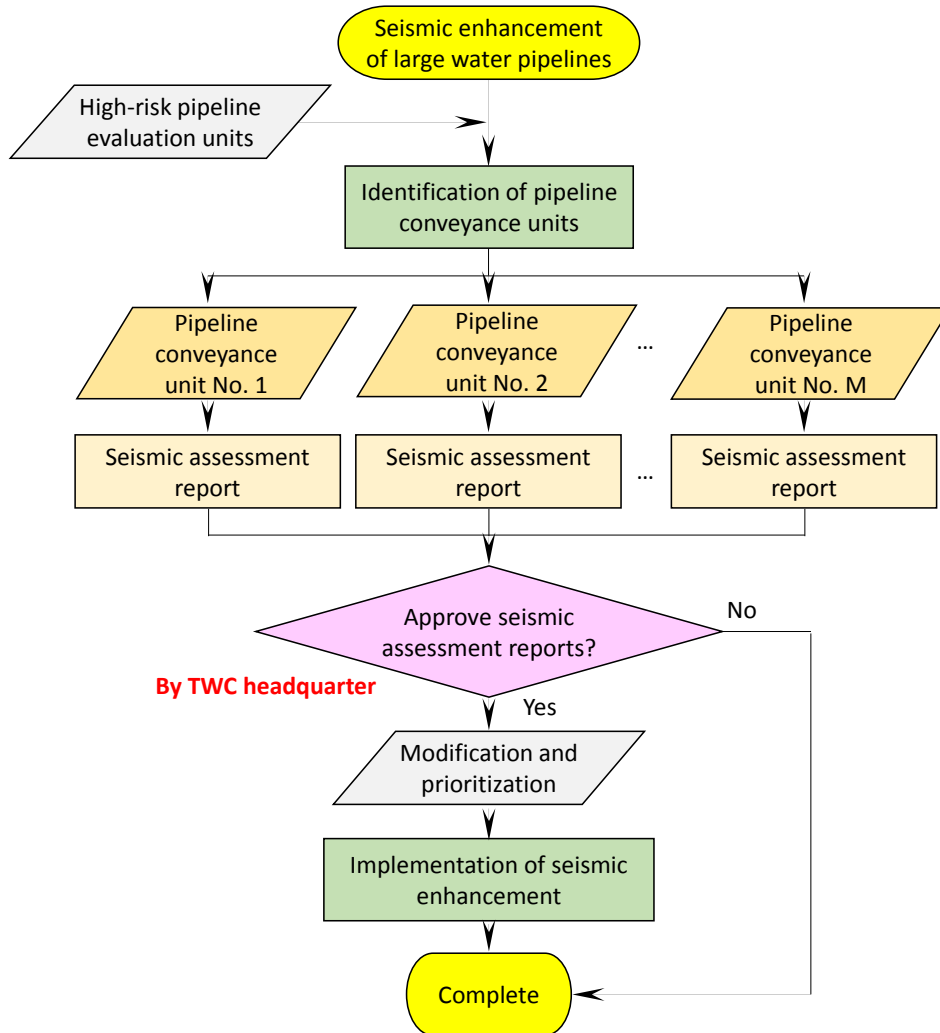 Seismic enhancement
of large water pipelines
High-risk pipeline
evaluation units
Identification of pipeline
conveyance units
Pipeline
conveyance
unit No. 1
Pipeline
conveyance
unit No. 2
...
Pipeline
conveyance
unit No. M
Seismic assessment
report
Seismic assessment
report
...
Seismic assessment
report
Approve seismic
assessment reports?
No
By TWC headquarter
Yes
Modification and
prioritization
Implementation of seismic
enhancement
Complete